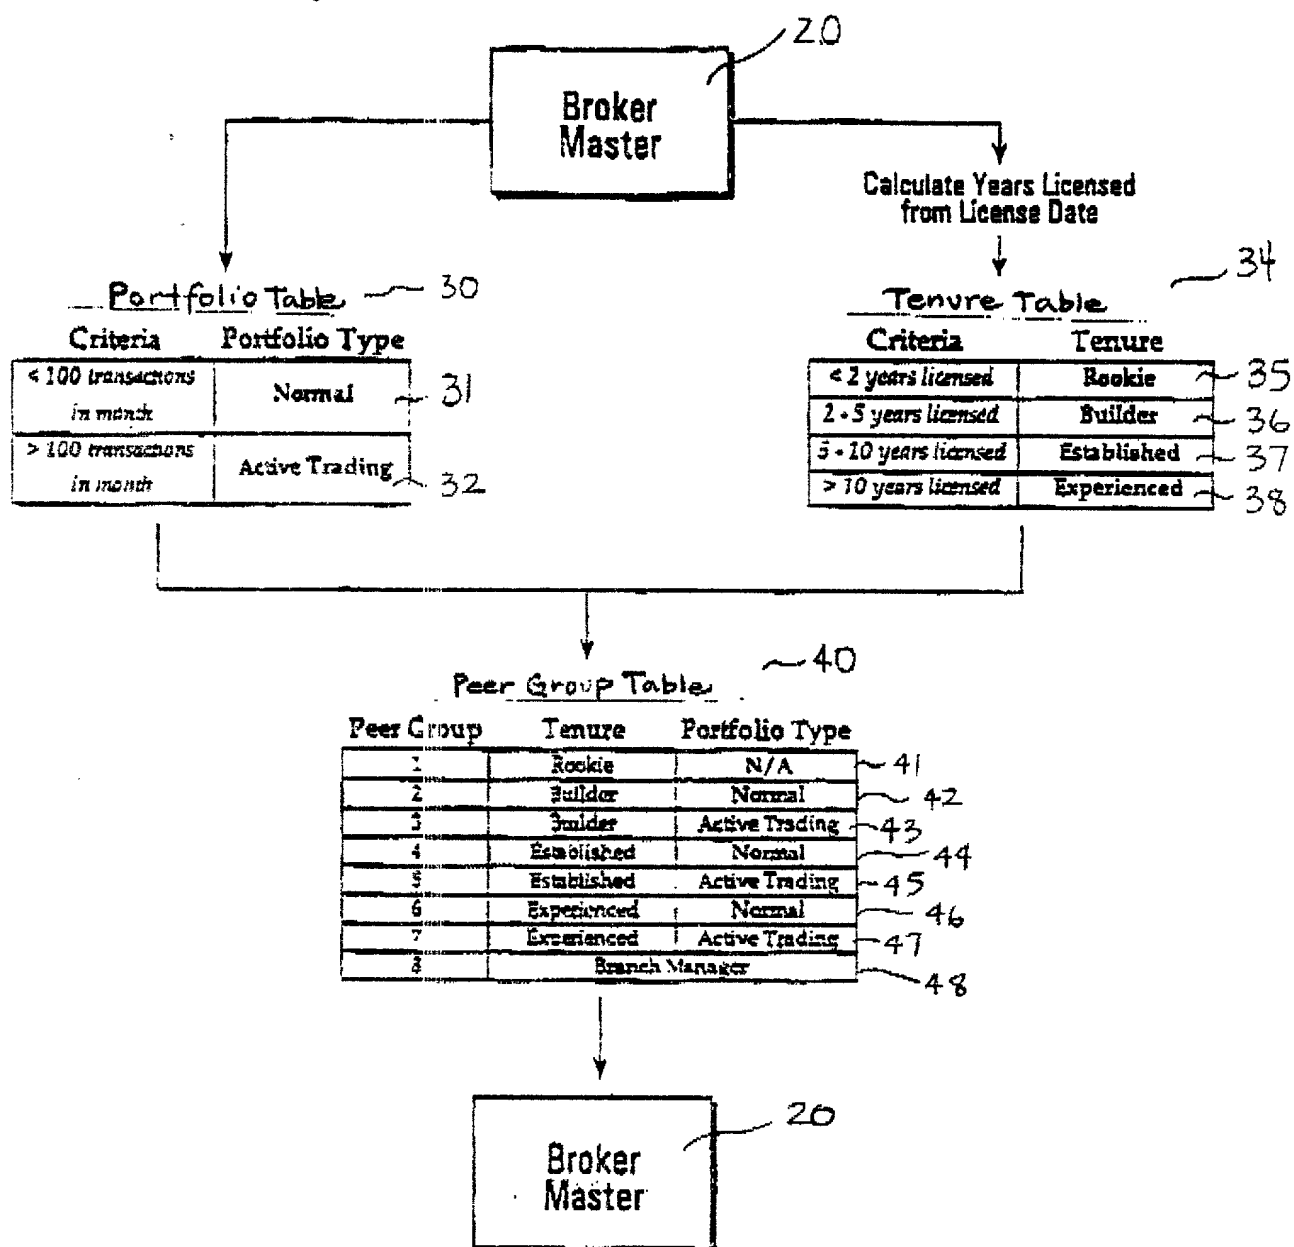 20
Broker
Master
Calculate Years Licensed
from License Date
Portfolio Table 30
Criteria Portfolio Type
< 100 transactions
in month
Normal 31
> 100 transactions
in month
Active Trading 32
Tenure Table 34
Criteria Tenure
< 2 years licensed Rookie 35
2 - 5 years licensed Builder 36
5 - 10 years licensed Established 37
> 10 years licensed Experienced 38
Peer Group Table 40
Peer Group Tenure Portfolio Type
1 Rookie N/A 41
2 Builder Normal 42
3 Builder Active Trading 43
4 Established Normal 44
5 Established Active Trading 45
6 Experienced Normal 46
7 Experienced Active Trading 47
8 Branch Manager 48
20
Broker
Master